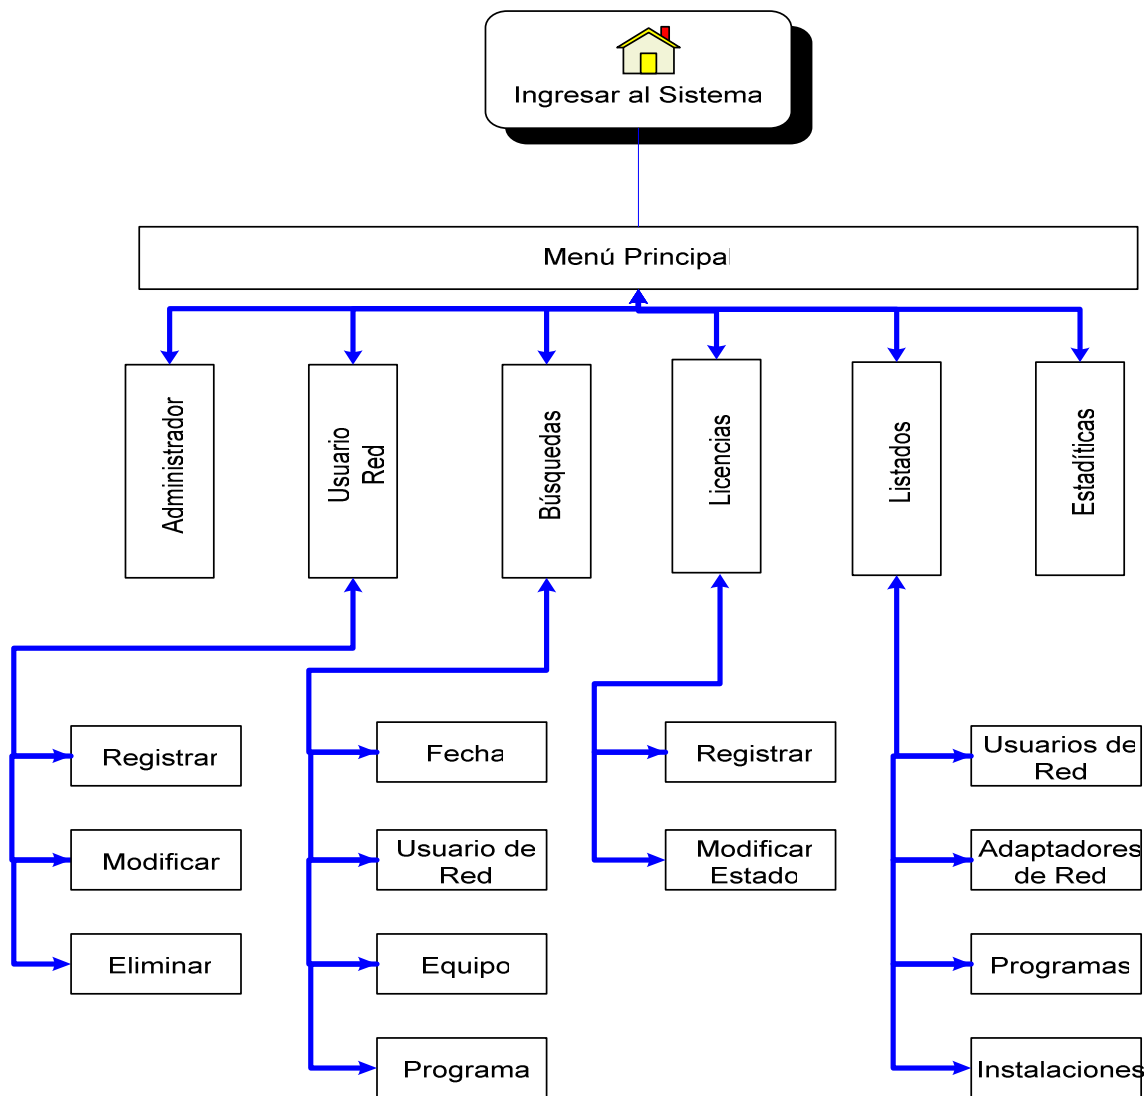 Ingresar al Sistema
Menú Principal
Administrador
Usuario
Red
Búsquedas
Licencias
Listados
Estadíticas
Registrar
Modificar
Eliminar
Fecha
Usuario de
Red
Equipo
Programa
Registrar
Modificar
Estado
Usuarios de
Red
Adaptadores
de Red
Programas
Instalaciones